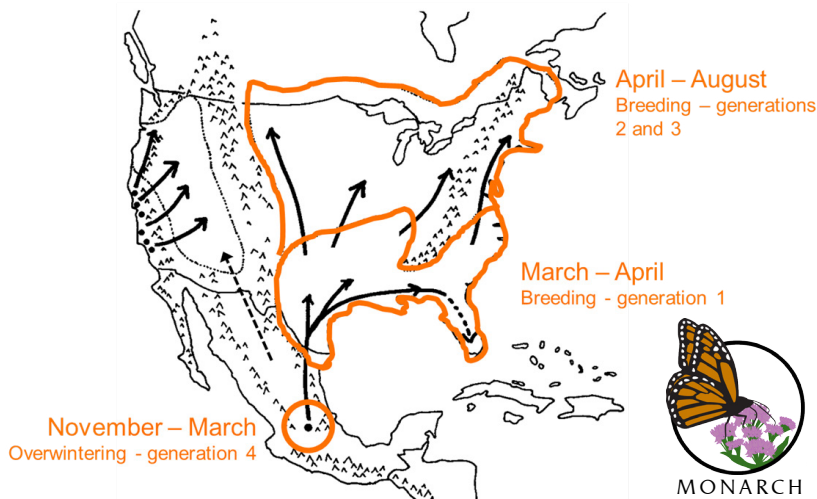 April – August
Breeding – generations
2 and 3
March – April
Breeding - generation 1
November – March
Overwintering - generation 4
MONARCH